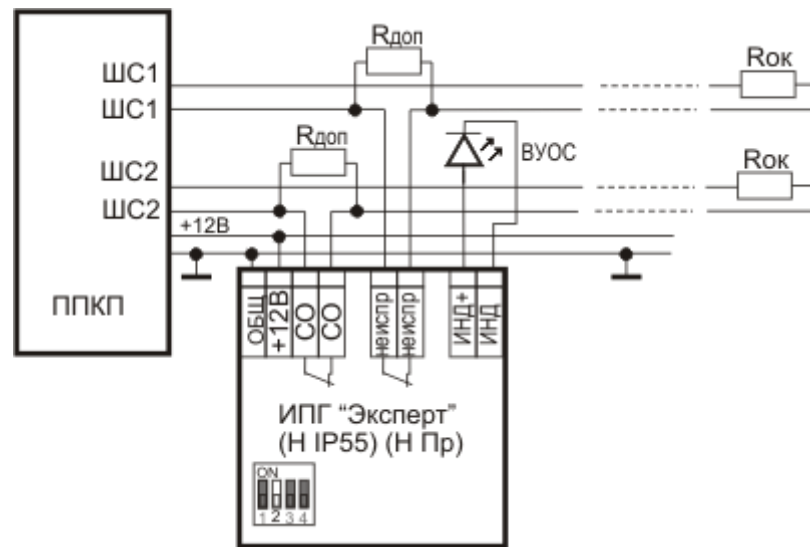 Rдоп
Rок
ШС1
ШС1
Rдоп
ВУОС
Rок
ШС2
ШС2
+12В
ППКП
ОБЩ
+12В
СО
СО
неиспр
неиспр
ИНД+
ИНД
ИПГ “Эксперт”
(Н IP55) (Н Пр)
ON
1 2 3 4